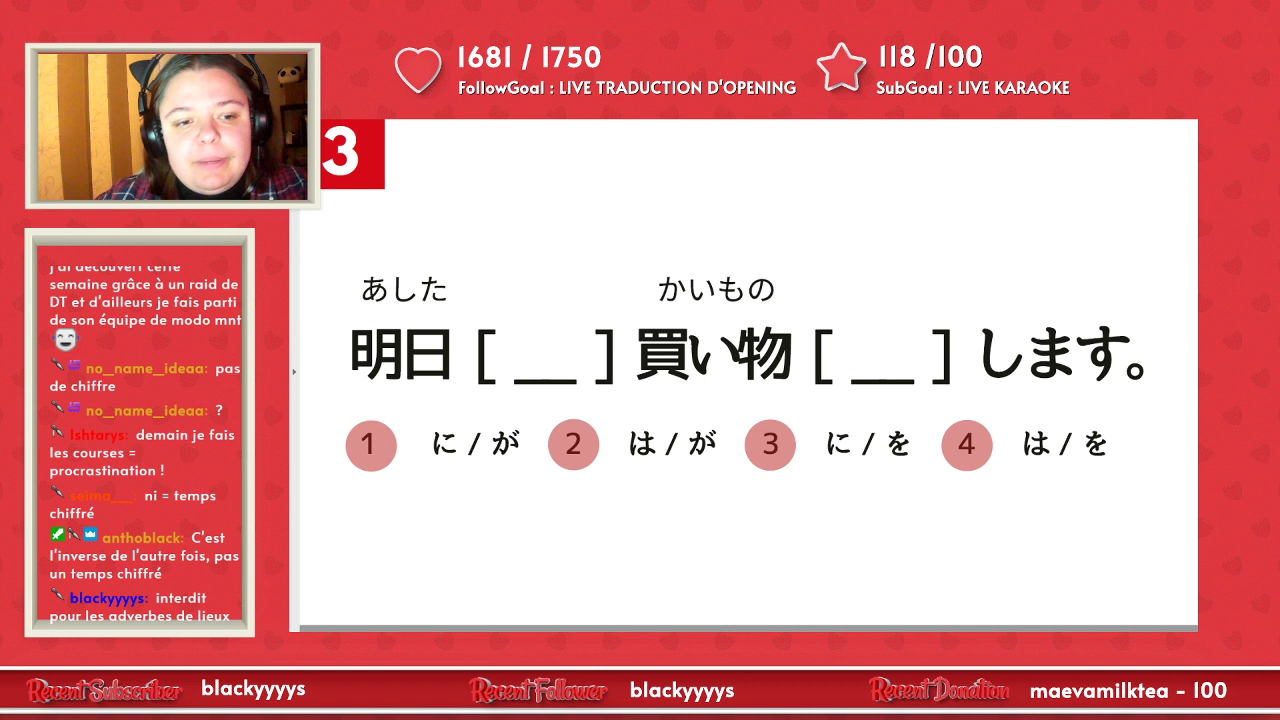 1681 / 1750
FollowGoal : LIVE TRADUCTION D'OPENING
118 /100
SubGoal : LIVE KARAOKE
3
あした かいもの
明日 [ __ ] 買い物 [ __ ] します。
1 に / が 2 は / が 3 に / を 4 は / を
j'ai découvert cette
semaine grâce à un raid de
DT et d'ailleurs je fais parti
de son équipe de modo mnt
no_name_ideaa: pas
de chiffre
no_name_ideaa: ?
Ishtarys: demain je fais
les courses =
procrastination !
seima___: ni = temps
chiffré
anthoblack: C'est
l'inverse de l'autre fois, pas
un temps chiffré
blackyyyys: interdit
pour les adverbes de lieux
Recent Subscriber blackyyyys
Recent Follower blackyyyys
Recent Donation maevamilktea - 100